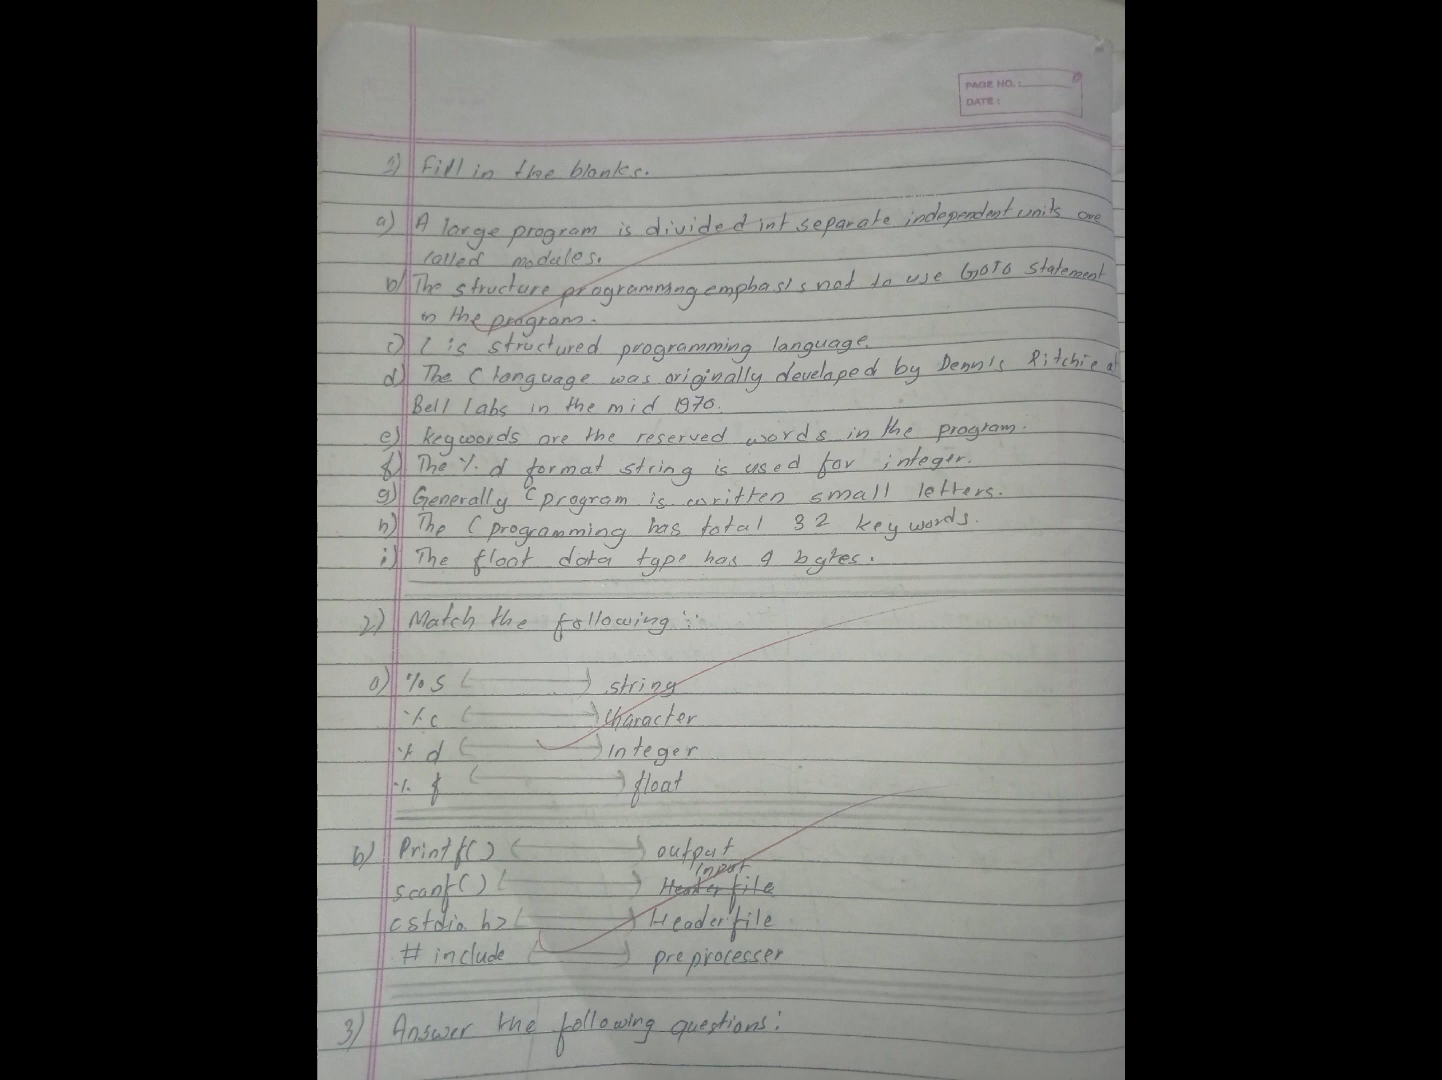 PAGE NO.:
DATE:
1) Fill in the blanks.
a) A large program is divided int separate independent units are
called modules.
b) The structure programming emphasis not to use GOTO statement
in the program.
c) C is structured programming language.
d) The C language was originally developed by Dennis Ritchie at
Bell labs in the mid 1970.
e) keywords are the reserved words in the program.
f) The % d format string is used for integer.
g) Generally C program is written small letters.
h) The C programming has total 32 key words.
i) The float data type has 4 bytes.
2) Match the following :
a) % s ↔ string
% c ↔ character
% d ↔ integer
% f ↔ float
b) Printf() ↔ output
input
scanf() ↔ Header file
<stdio. h> ↔ Headerfile
# include ↔ preprocesser
3) Answer the following questions: